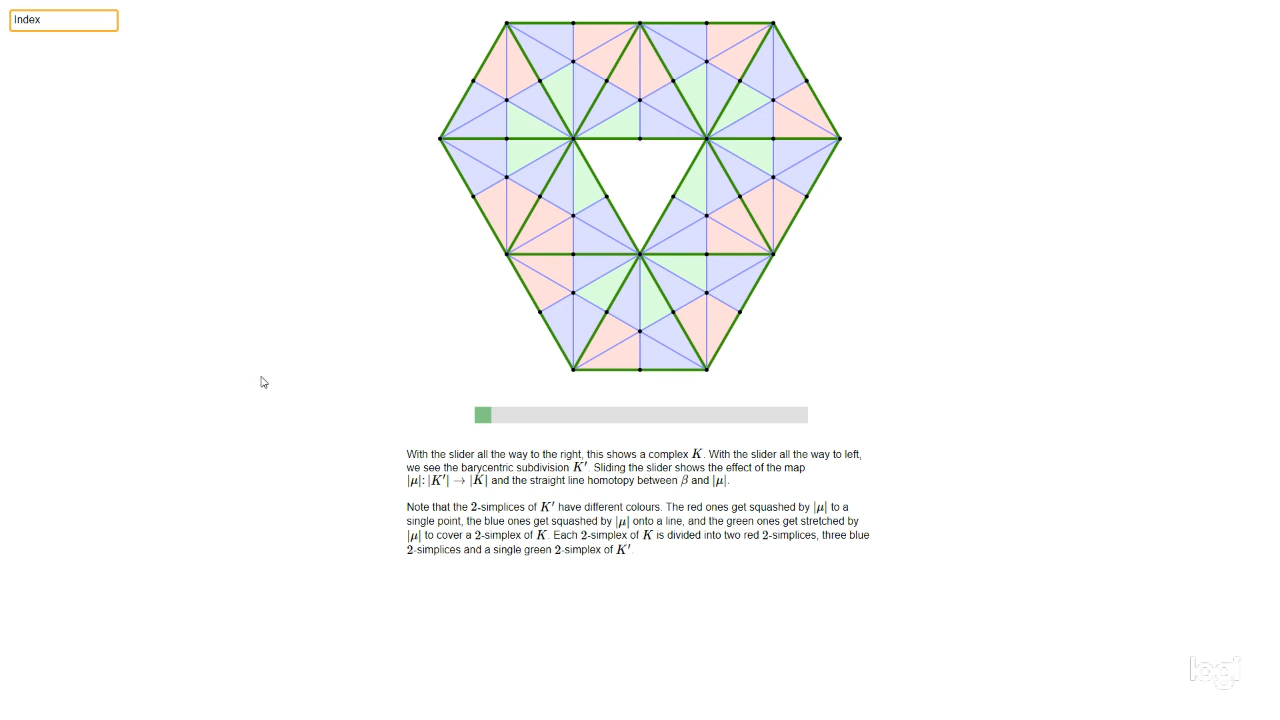 Index
With the slider all the way to the right, this shows a complex K. With the slider all the way to left,
we see the barycentric subdivision K′. Sliding the slider shows the effect of the map
|μ|: |K′| → |K| and the straight line homotopy between β and |μ|.
Note that the 2-simplices of K′ have different colours. The red ones get squashed by |μ| to a
single point, the blue ones get squashed by |μ| onto a line, and the green ones get stretched by
|μ| to cover a 2-simplex of K. Each 2-simplex of K is divided into two red 2-simplices, three blue
2-simplices and a single green 2-simplex of K′.
logi